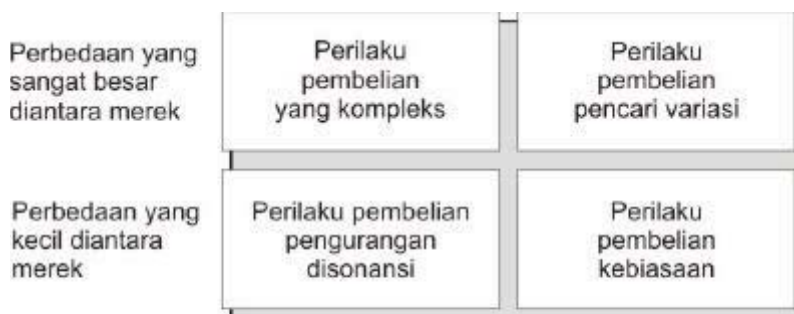 Perbedaan yang
sangat besar
diantara merek
Perilaku
pembelian
yang kompleks
Perilaku
pembelian
pencari variasi
Perbedaan yang
kecil diantara
merek
Perilaku pembelian
pengurangan
disonansi
Perilaku
pembelian
kebiasaan